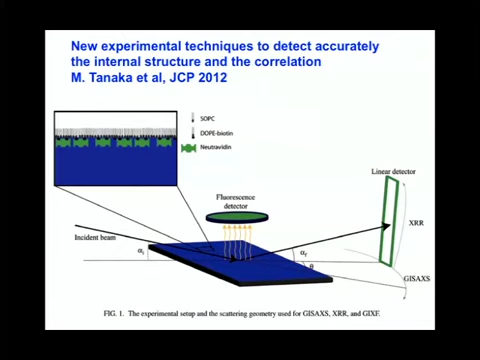 New experimental techniques to detect accurately
the internal structure and the correlation
M. Tanaka et al, JCP 2012
SOPC
DOPE-biotin
Neutravidin
Linear detector
Fluorescence
detector
XRR
Incident beam
αi
αf
θ
GISAXS
FIG. 1. The experimental setup and the scattering geometry used for GISAXS, XRR, and GIXF.